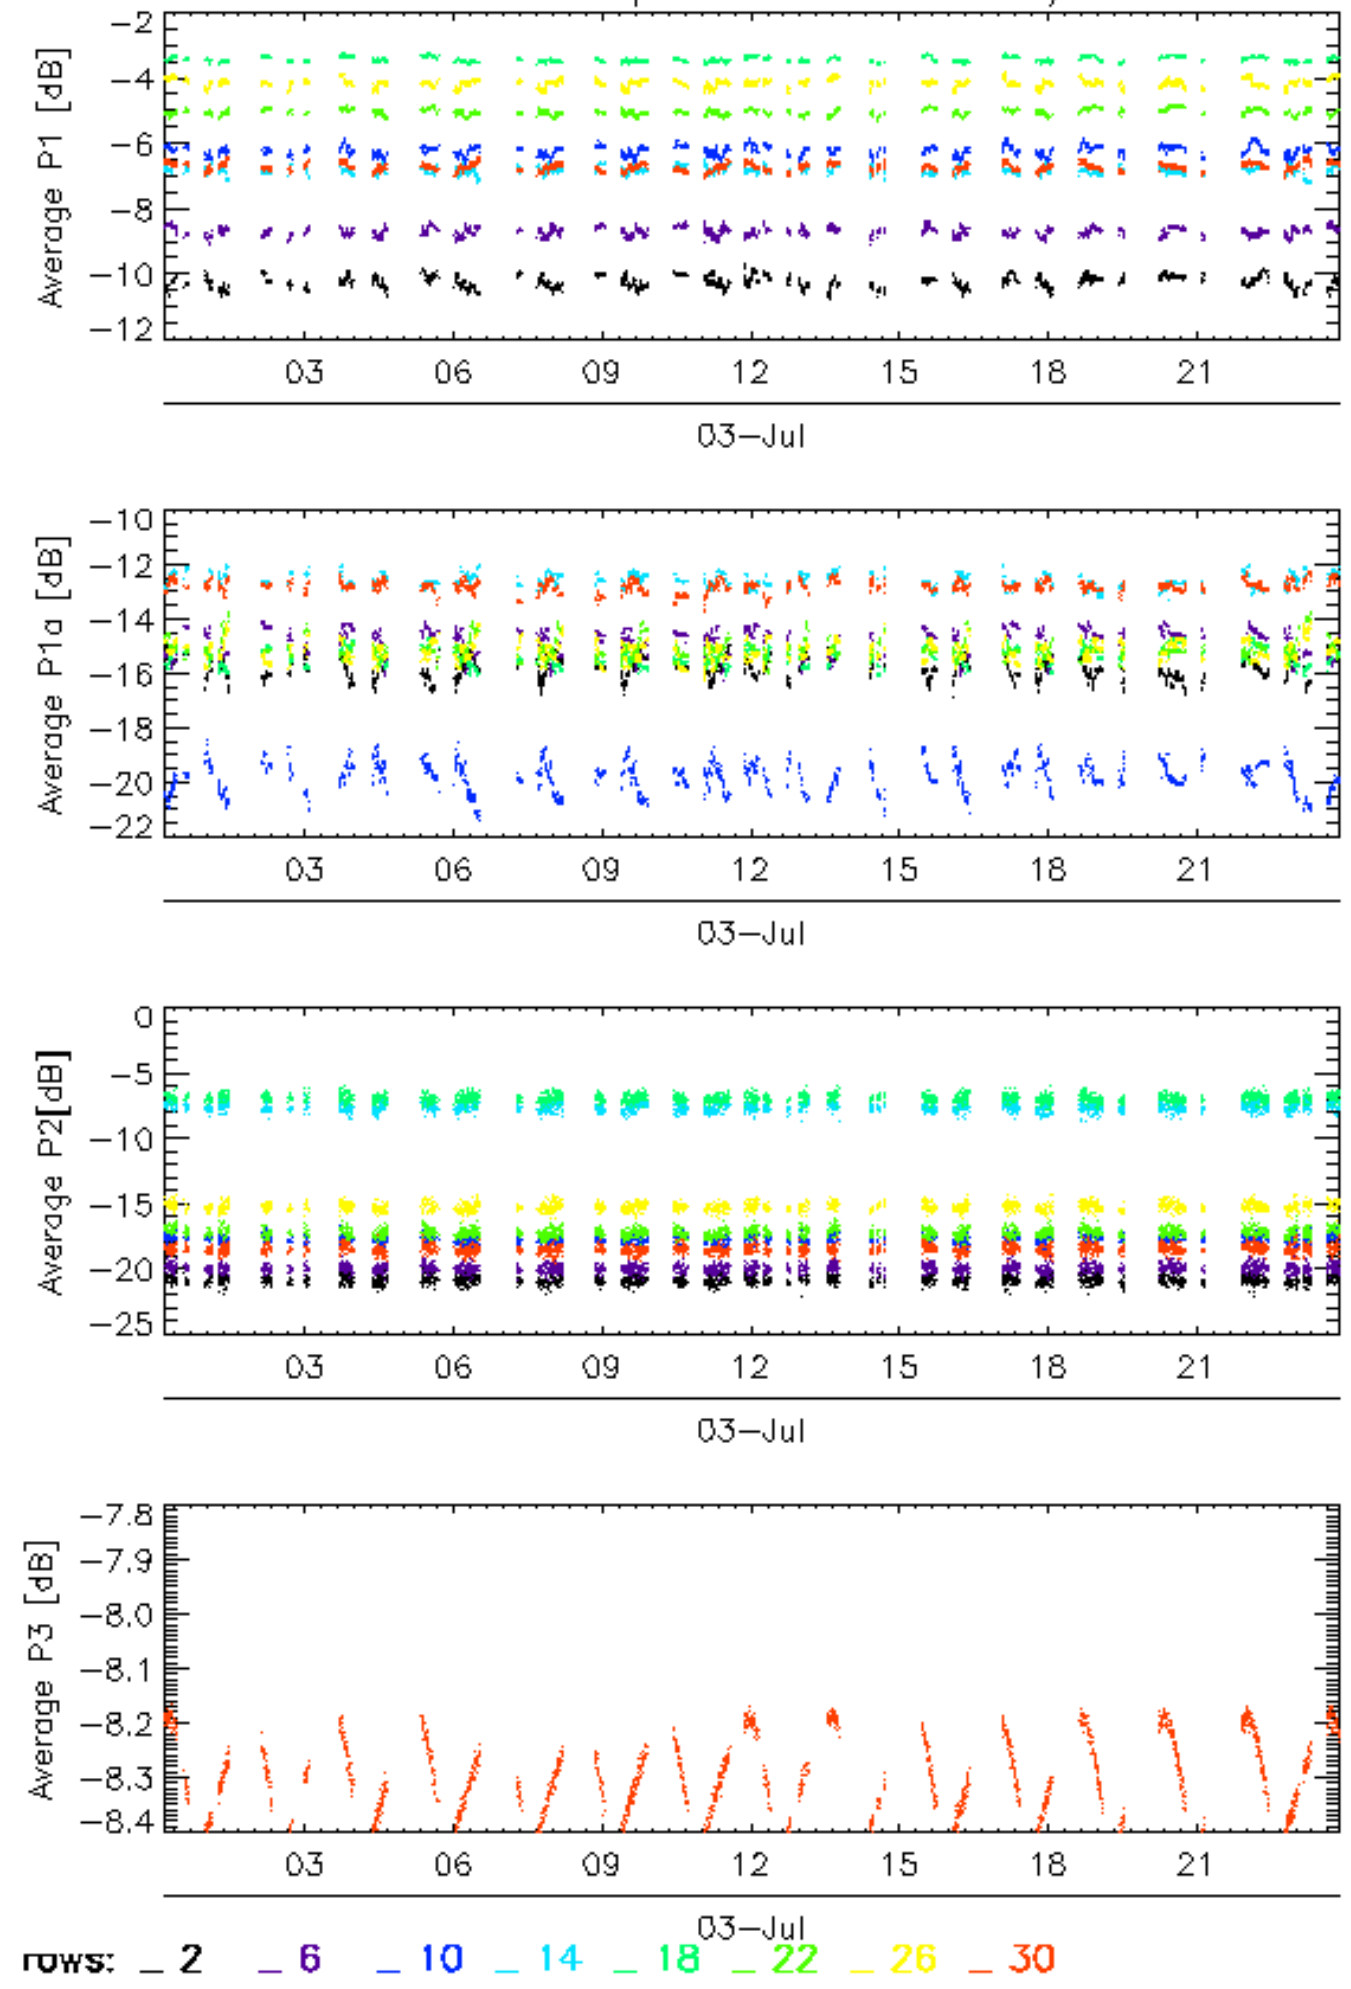 Average P1 [dB]
-2
-4
-6
-8
-10
-12
03 06 09 12 15 18 21
03-Jul
Average P1a [dB]
-10
-12
-14
-16
-18
-20
-22
03 06 09 12 15 18 21
03-Jul
Average P2[dB]
0
-5
-10
-15
-20
-25
03 06 09 12 15 18 21
03-Jul
Average P3 [dB]
-7.8
-7.9
-8.0
-8.1
-8.2
-8.3
-8.4
03 06 09 12 15 18 21
03-Jul
rows: _ 2 _ 6 _ 10 _ 14 _ 18 _ 22 _ 26 _ 30